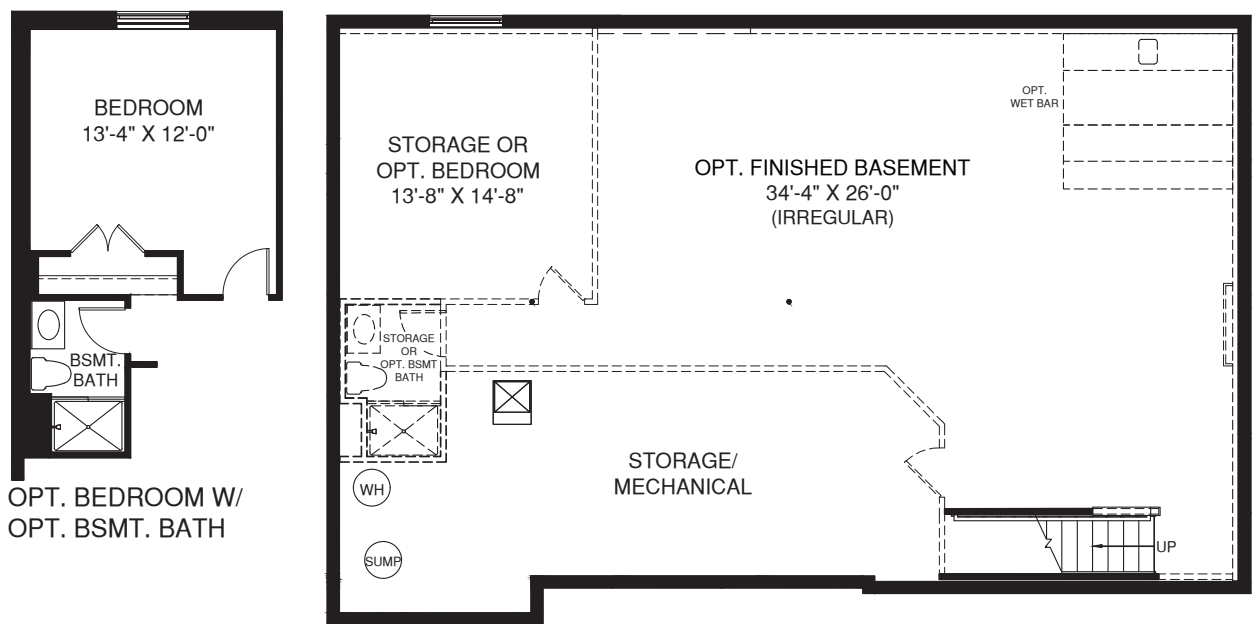 BEDROOM
13'-4" X 12'-0"
BSMT.
BATH
OPT. BEDROOM W/
OPT. BSMT. BATH
STORAGE OR
OPT. BEDROOM
13'-8" X 14'-8"
OPT. FINISHED BASEMENT
34'-4" X 26'-0"
(IRREGULAR)
OPT.
WET BAR
STORAGE
OR
OPT. BSMT
BATH
STORAGE/
MECHANICAL
WH
SUMP
UP